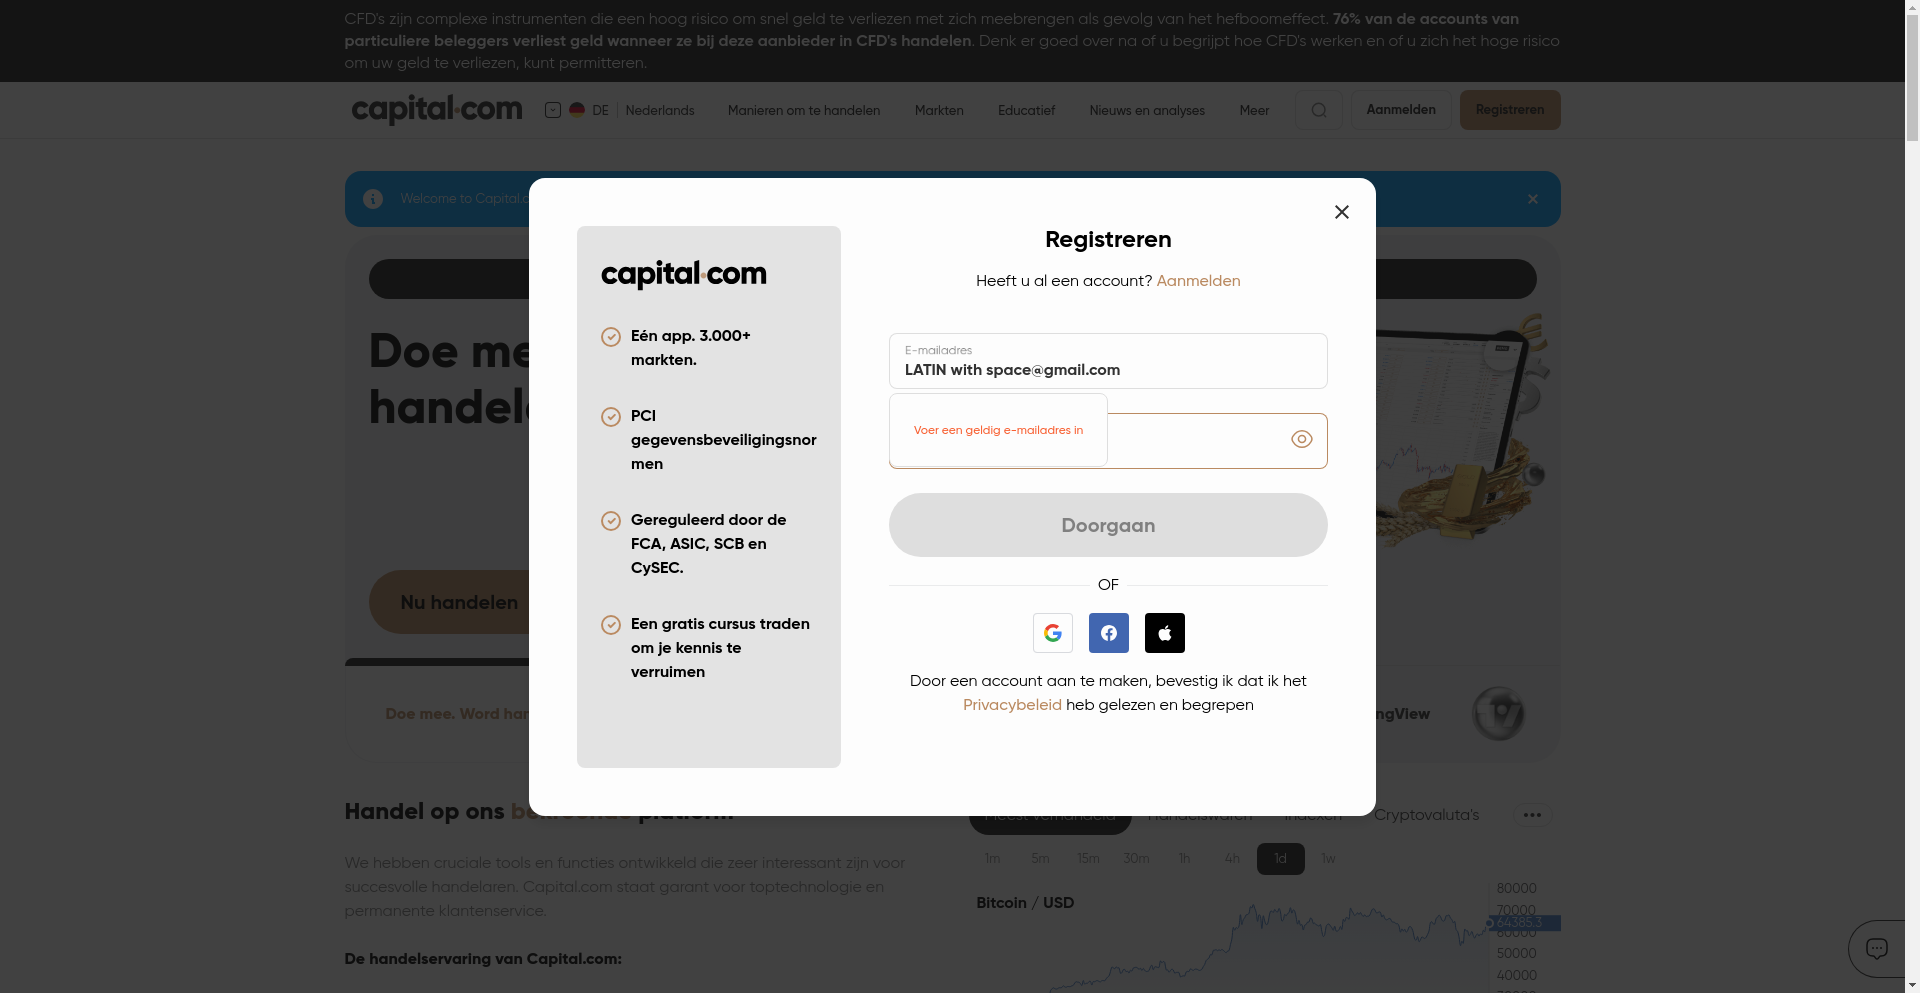 CFD's zijn complexe instrumenten die een hoog risico om snel geld te verliezen met zich meebrengen als gevolg van het hefboomeffect. 76% van de accounts van
particuliere beleggers verliest geld wanneer ze bij deze aanbieder in CFD's handelen. Denk er goed over na of u begrijpt hoe CFD's werken en of u zich het hoge risico
om uw geld te verliezen, kunt permitteren.
capital.com
DE
Nederlands
Manieren om te handelen
Markten
Educatief
Nieuws en analyses
Meer
Aanmelden
Registreren
Welcome to Capital.c
Doe me
handel
Nu handelen
Doe mee. Word har
ngView
capital.com
Eén app. 3.000+
markten.
PCI
gegevensbeveiligingsnor
men
Gereguleerd door de
FCA, ASIC, SCB en
CySEC.
Een gratis cursus traden
om je kennis te
verruimen
Registreren
Heeft u al een account? Aanmelden
E-mailadres
LATIN with space@gmail.com
Voer een geldig e-mailadres in
Doorgaan
OF
Door een account aan te maken, bevestig ik dat ik het
Privacybeleid heb gelezen en begrepen
Handel op ons bekroonde platform
We hebben cruciale tools en functies ontwikkeld die zeer interessant zijn voor
succesvolle handelaren. Capital.com staat garant voor toptechnologie en
permanente klantenservice.
De handelservaring van Capital.com:
Meest verhandeld
Handelswaren
Indexen
Cryptovaluta's
1m
5m
15m
30m
1h
4h
1d
1w
Bitcoin / USD
80000
70000
64385.3
60000
50000
40000